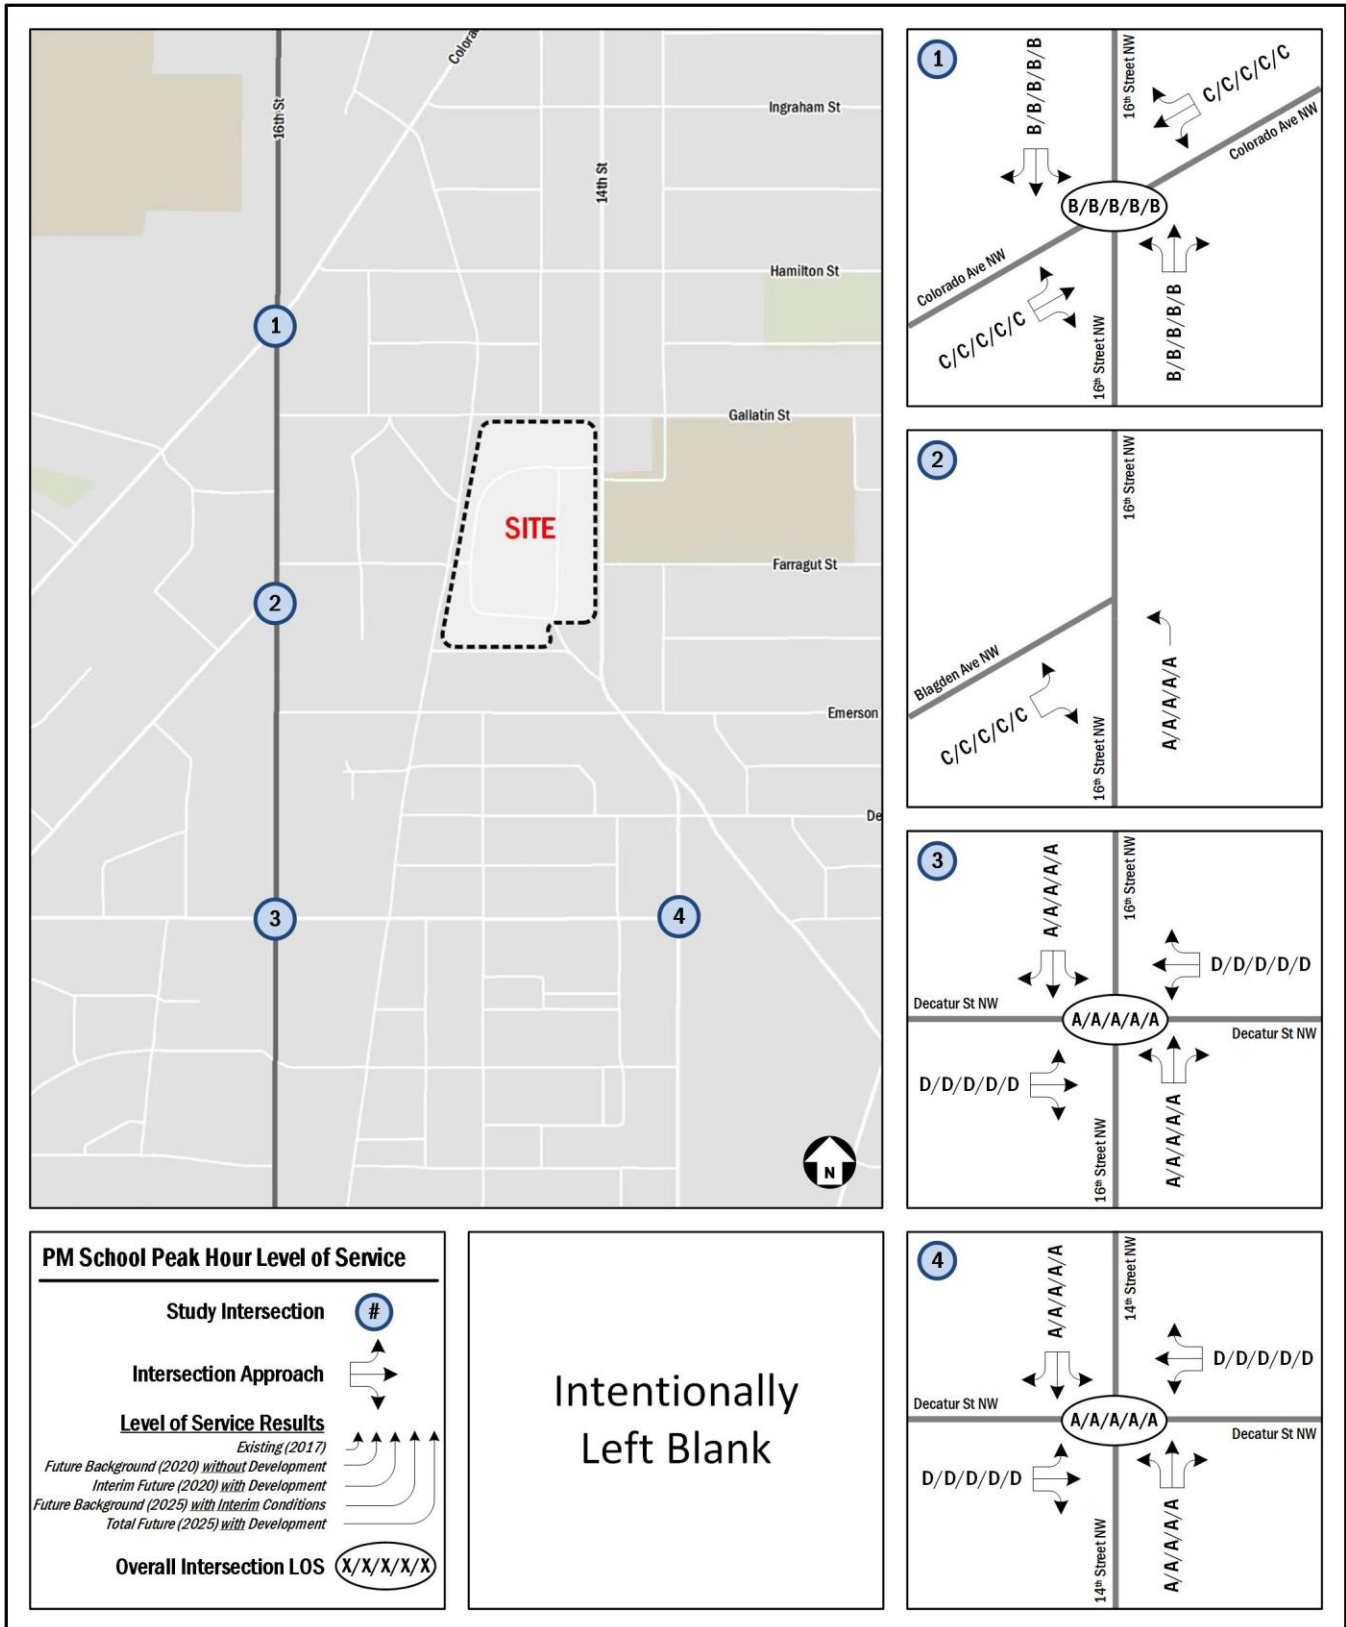 Colora
16th St
Ingraham St
14th St
Hamilton St
1
Gallatin St
SITE
Farragut St
2
Emerson
De
3
4
N
1
B/B/B/B/B
16th Street NW
C/C/C/C/C
Colorado Ave NW
B/B/B/B/B
Colorado Ave NW
C/C/C/C/C
16th Street NW
B/B/B/B/B
2
16th Street NW
Blagden Ave NW
C/C/C/C/C
16th Street NW
A/A/A/A/A
3
A/A/A/A/A
16th Street NW
D/D/D/D/D
Decatur St NW
A/A/A/A/A
Decatur St NW
D/D/D/D/D
16th Street NW
A/A/A/A/A
4
A/A/A/A/A
14th Street NW
D/D/D/D/D
Decatur St NW
A/A/A/A/A
Decatur St NW
D/D/D/D/D
14th Street NW
A/A/A/A/A
PM School Peak Hour Level of Service
Study Intersection #
Intersection Approach
Level of Service Results
Existing (2017)
Future Background (2020) without Development
Interim Future (2020) with Development
Future Background (2025) with Interim Conditions
Total Future (2025) with Development
Overall Intersection LOS X/X/X/X/X
Intentionally
Left Blank